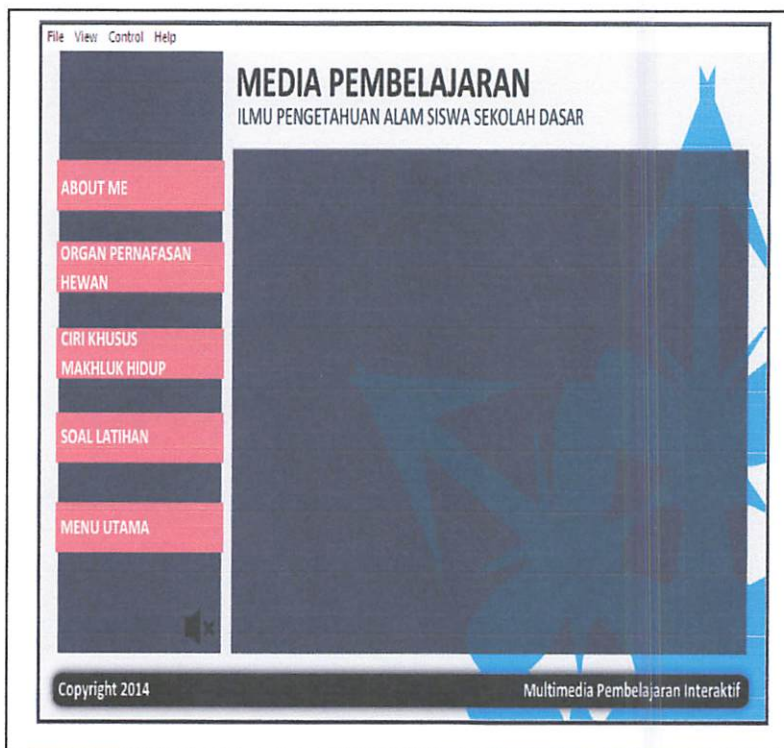 File View Control Help
MEDIA PEMBELAJARAN
ILMU PENGETAHUAN ALAM SISWA SEKOLAH DASAR
ABOUT ME
ORGAN PERNAFASAN
HEWAN
CIRI KHUSUS
MAKHLUK HIDUP
SOAL LATIHAN
MENU UTAMA
Copyright 2014
Multimedia Pembelajaran Interaktif